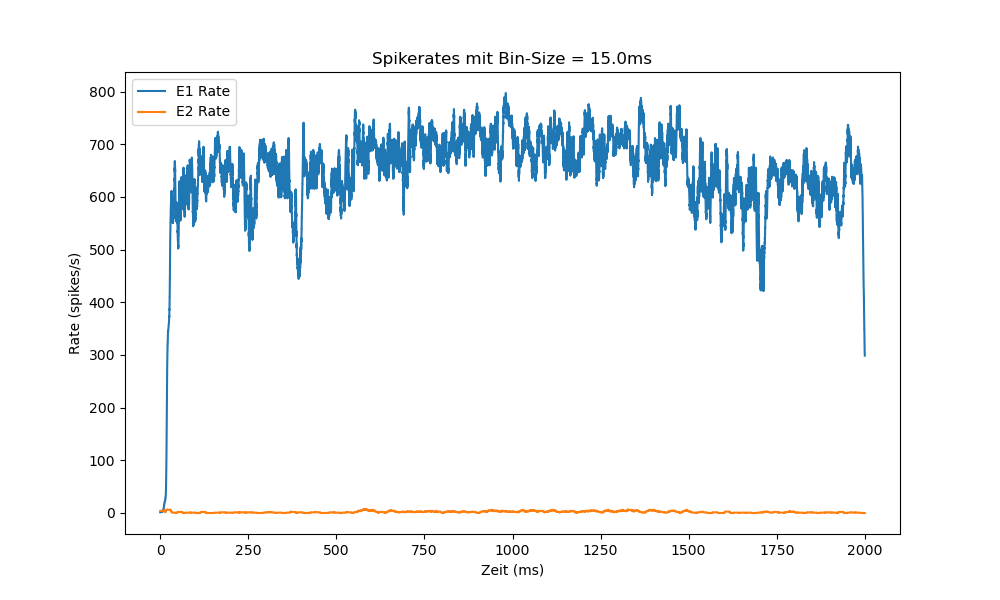 Spikerates mit Bin-Size = 15.0ms
E1 Rate
E2 Rate
800
700
600
500
400
300
200
100
0
Rate (spikes/s)
0 250 500 750 1000 1250 1500 1750 2000
Zeit (ms)